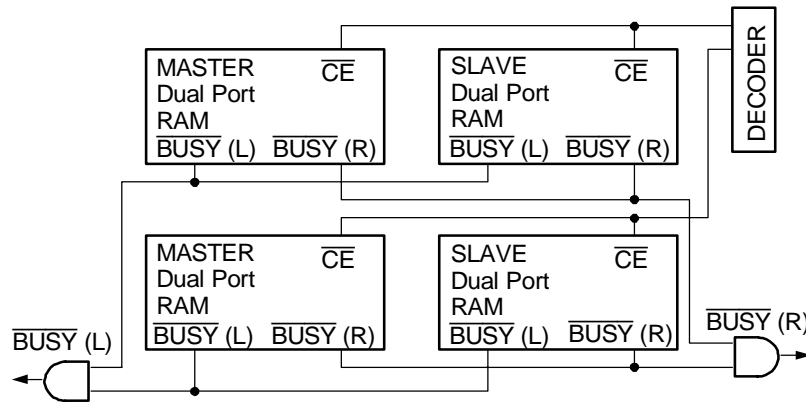 MASTER
Dual Port
RAM
CE
BUSY (L) BUSY (R)
SLAVE
Dual Port
RAM
CE
BUSY (L) BUSY (R)
DECODER
MASTER
Dual Port
RAM
CE
BUSY (L) BUSY (R)
SLAVE
Dual Port
RAM
CE
BUSY (L) BUSY (R)
BUSY (L)
BUSY (R)